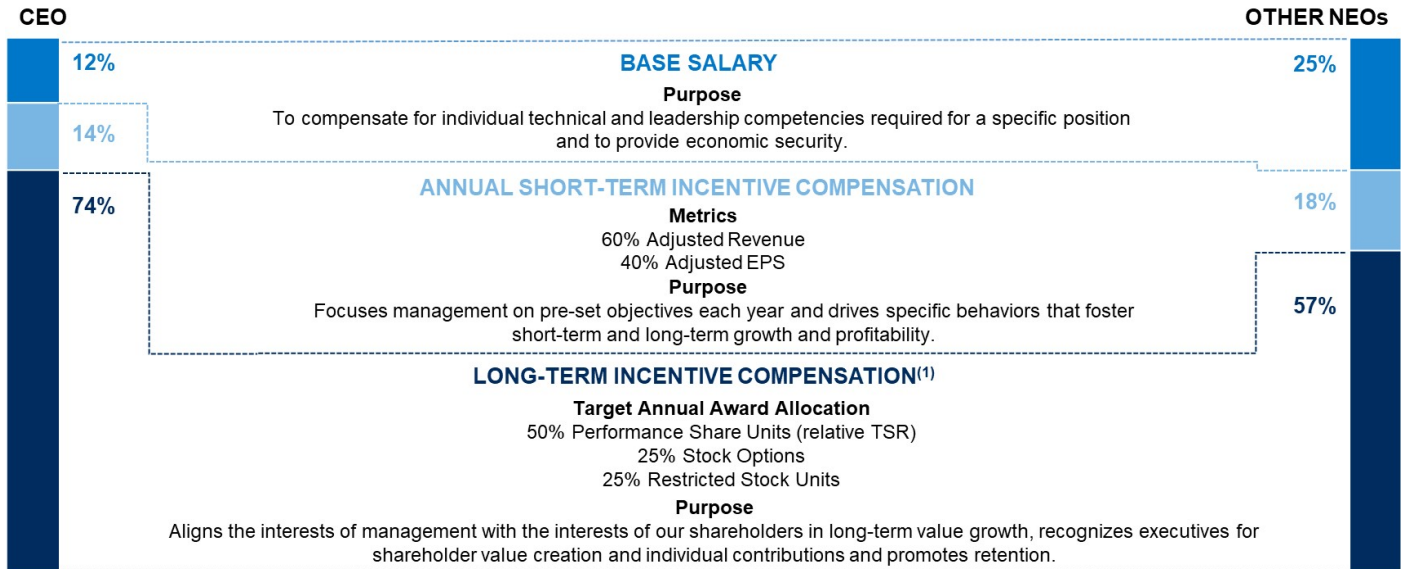 CEO
OTHER NEOs
12%
BASE SALARY
25%
Purpose
To compensate for individual technical and leadership competencies required for a specific position
and to provide economic security.
14%
ANNUAL SHORT-TERM INCENTIVE COMPENSATION
18%
Metrics
60% Adjusted Revenue
40% Adjusted EPS
Purpose
Focuses management on pre-set objectives each year and drives specific behaviors that foster
short-term and long-term growth and profitability.
74%
57%
LONG-TERM INCENTIVE COMPENSATION(1)
Target Annual Award Allocation
50% Performance Share Units (relative TSR)
25% Stock Options
25% Restricted Stock Units
Purpose
Aligns the interests of management with the interests of our shareholders in long-term value growth, recognizes executives for
shareholder value creation and individual contributions and promotes retention.